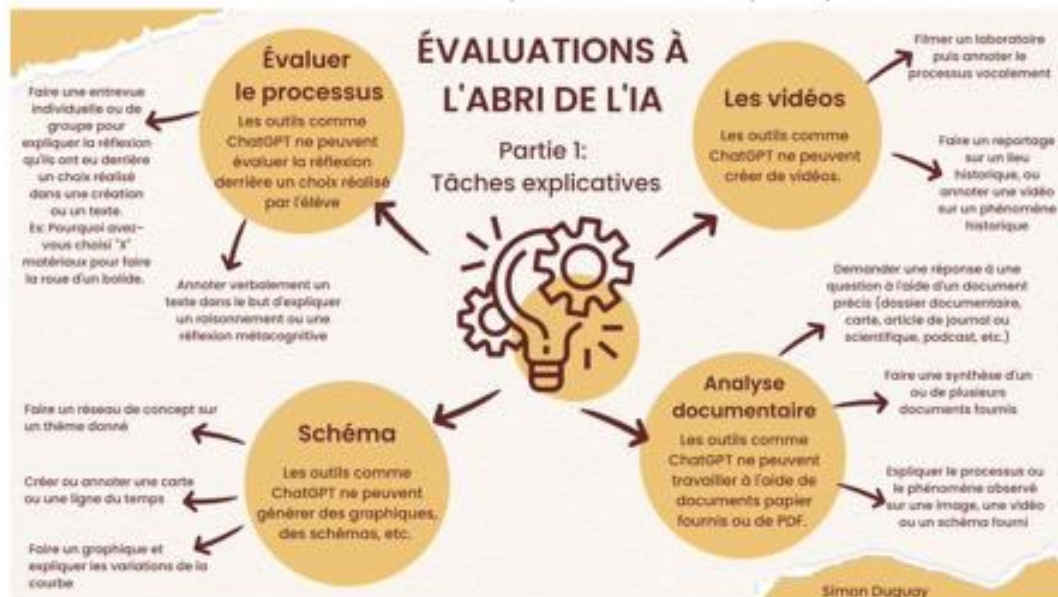 ÉVALUATIONS À
L'ABRI DE L'IA
Partie 1:
Tâches explicatives
Évaluer
le processus
Les outils comme
ChatGPT ne peuvent
évaluer la réflexion
derrière un choix réalisé
par l'élève
Faire une entrevue
individuelle ou de
groupe pour
expliquer la réflexion
qu'ils ont eu derrière
un choix réalisé
dans une création
ou un texte.
Ex: Pourquoi avez-
vous choisi "X"
matériaux pour faire
la roue d'un bolide.
Annoter verbalement un
texte dans le but d'expliquer
un raisonnement ou une
réflexion métacognitive
Les vidéos
Les outils comme
ChatGPT ne peuvent
créer de vidéos.
Filmer un laboratoire
puis annoter le
processus vocalement
Faire un reportage
sur un lieu
historique, ou
annoter une vidéo
sur un phénomène
historique
Schéma
Les outils comme
ChatGPT ne peuvent
générer des graphiques,
des schémas, etc.
Faire un réseau de concept sur
un thème donné
Créer ou annoter une carte
ou une ligne du temps
Faire un graphique et
expliquer les variations de la
courbe
Analyse
documentaire
Les outils comme
ChatGPT ne peuvent
travailler à l'aide de
documents papier
fournis ou de PDF.
Demander une réponse à une
question à l'aide d'un document
précis (dossier documentaire,
carte, article de journal ou
scientifique, podcast, etc.)
Faire une synthèse d'un
ou de plusieurs
documents fournis
Expliquer le processus ou
le phénomène observé
sur une image, une vidéo
ou un schéma fourni
Simon Duguay